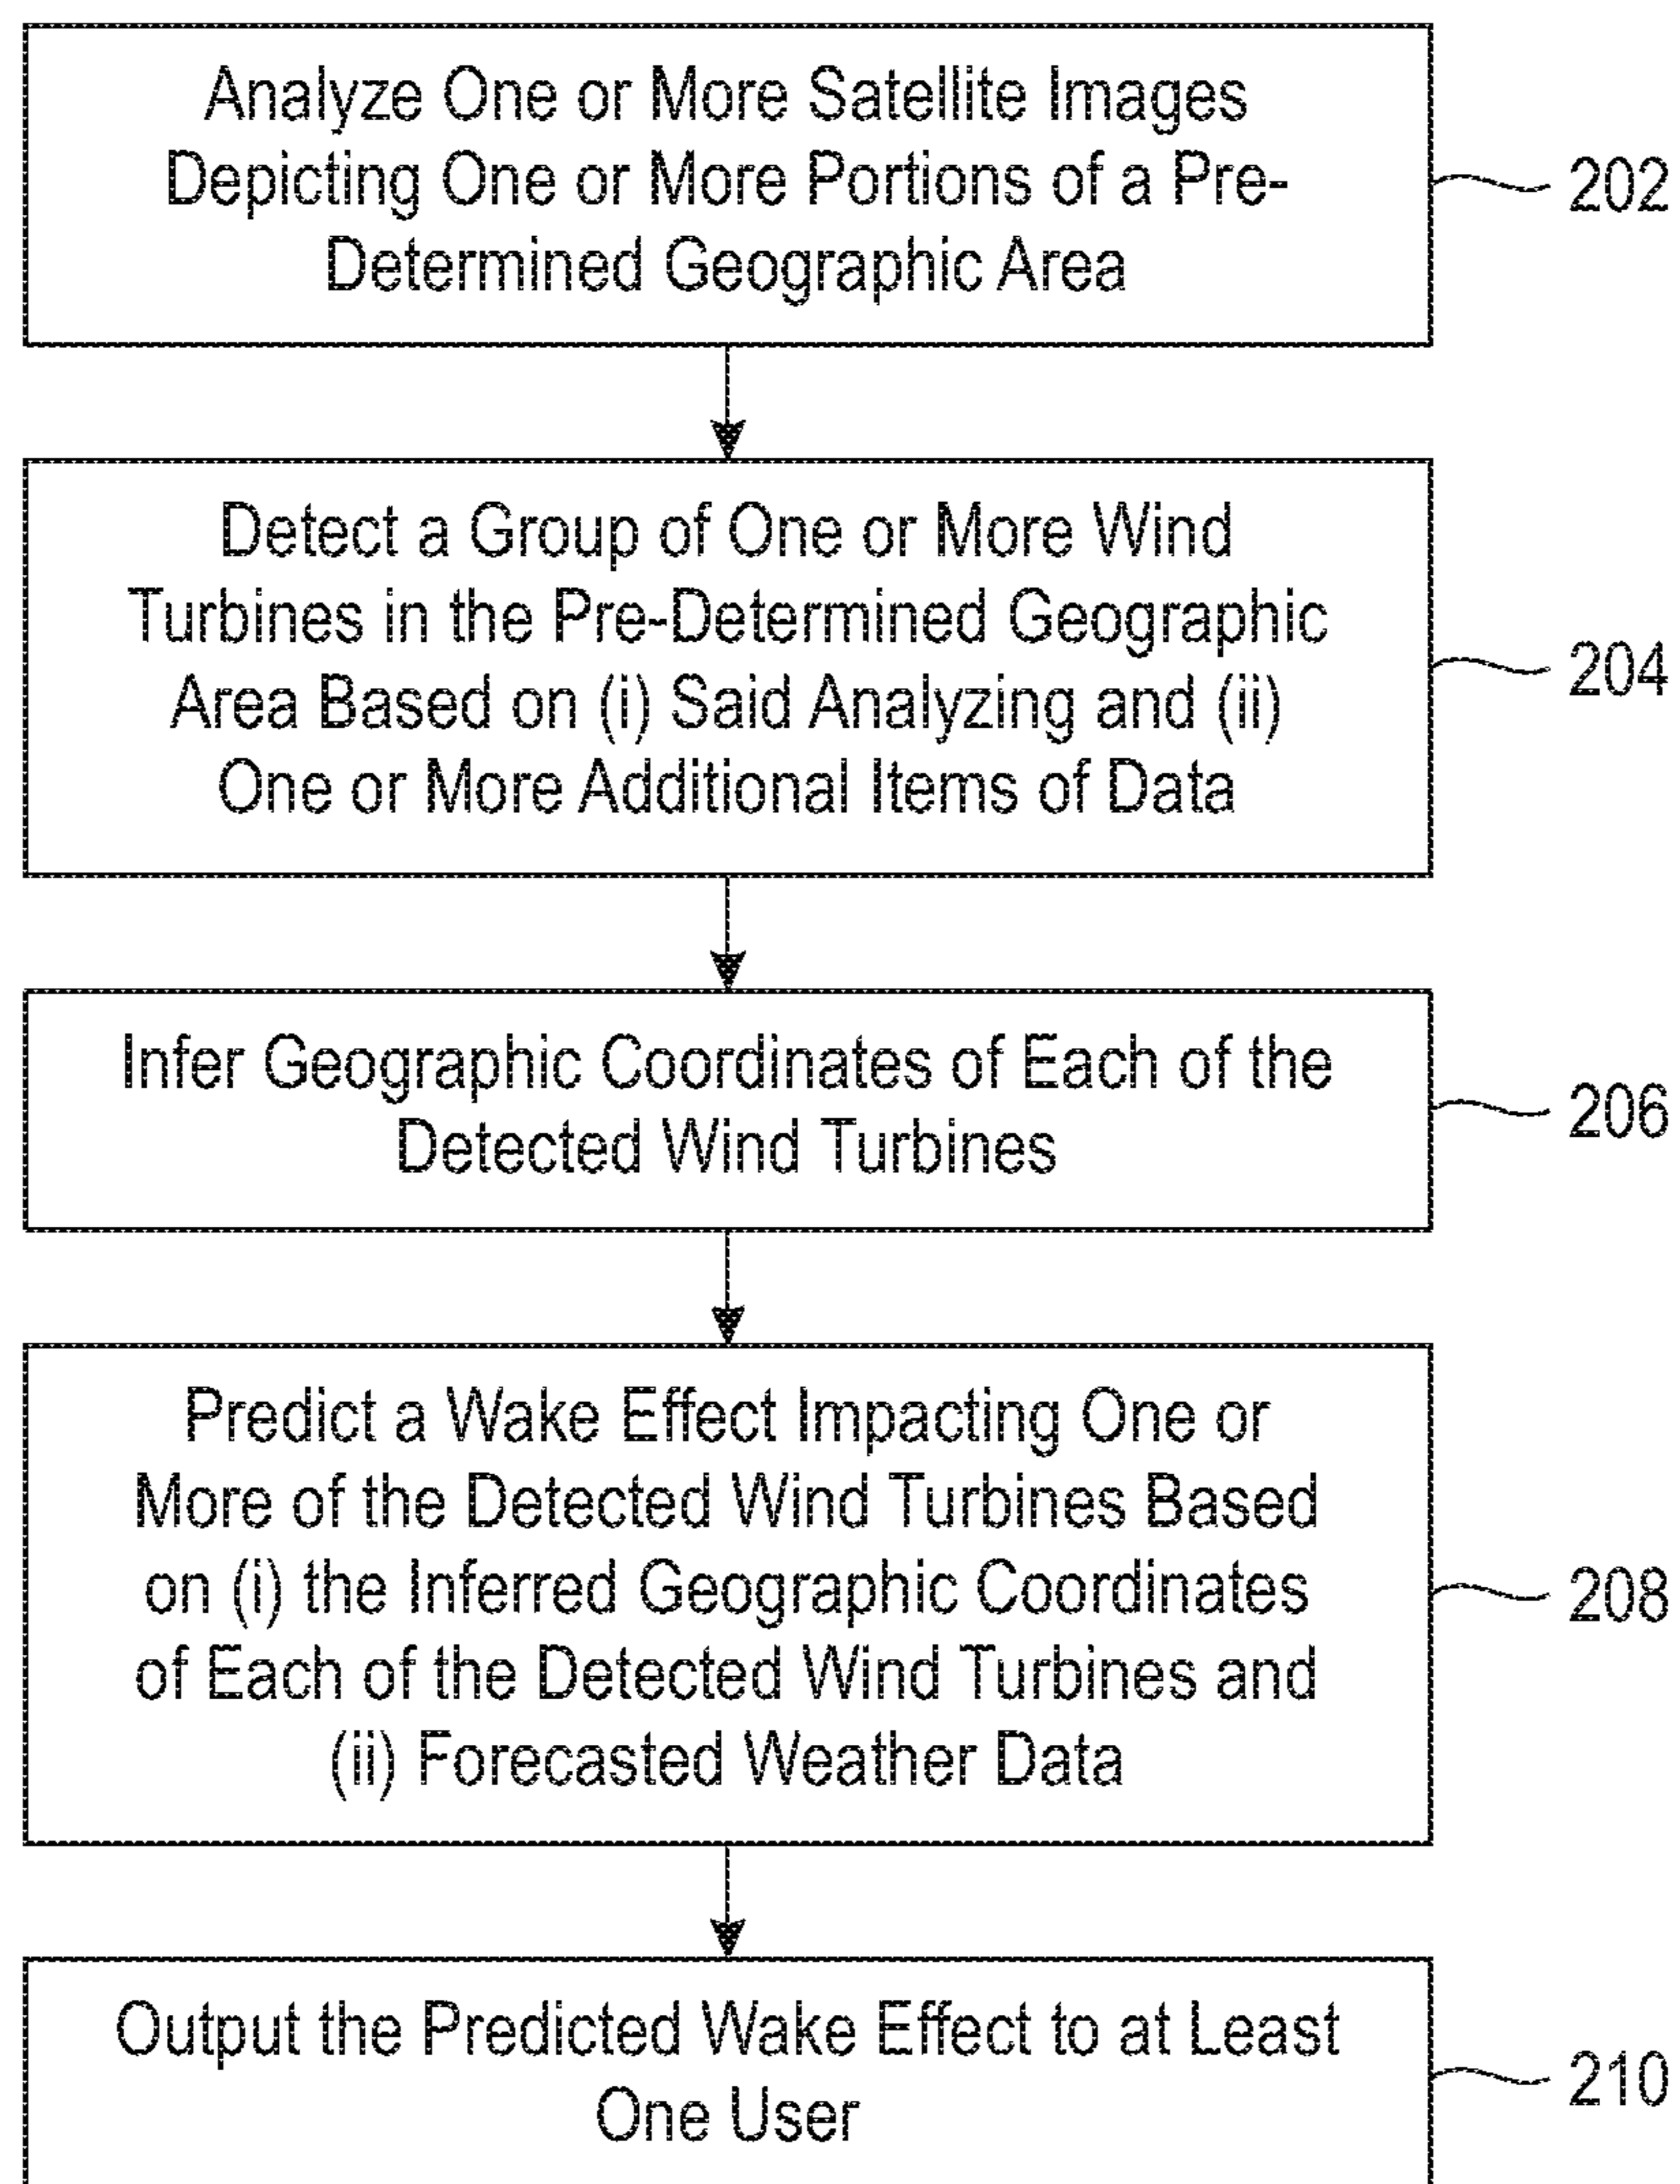 Analyze One or More Satellite Images
Depicting One or More Portions of a Pre-
Determined Geographic Area
202
Detect a Group of One or More Wind
Turbines in the Pre-Determined Geographic
Area Based on (i) Said Analyzing and (ii)
One or More Additional Items of Data
204
Infer Geographic Coordinates of Each of the
Detected Wind Turbines
206
Predict a Wake Effect Impacting One or
More of the Detected Wind Turbines Based
on (i) the Inferred Geographic Coordinates
of Each of the Detected Wind Turbines and
(ii) Forecasted Weather Data
208
Output the Predicted Wake Effect to at Least
One User
210